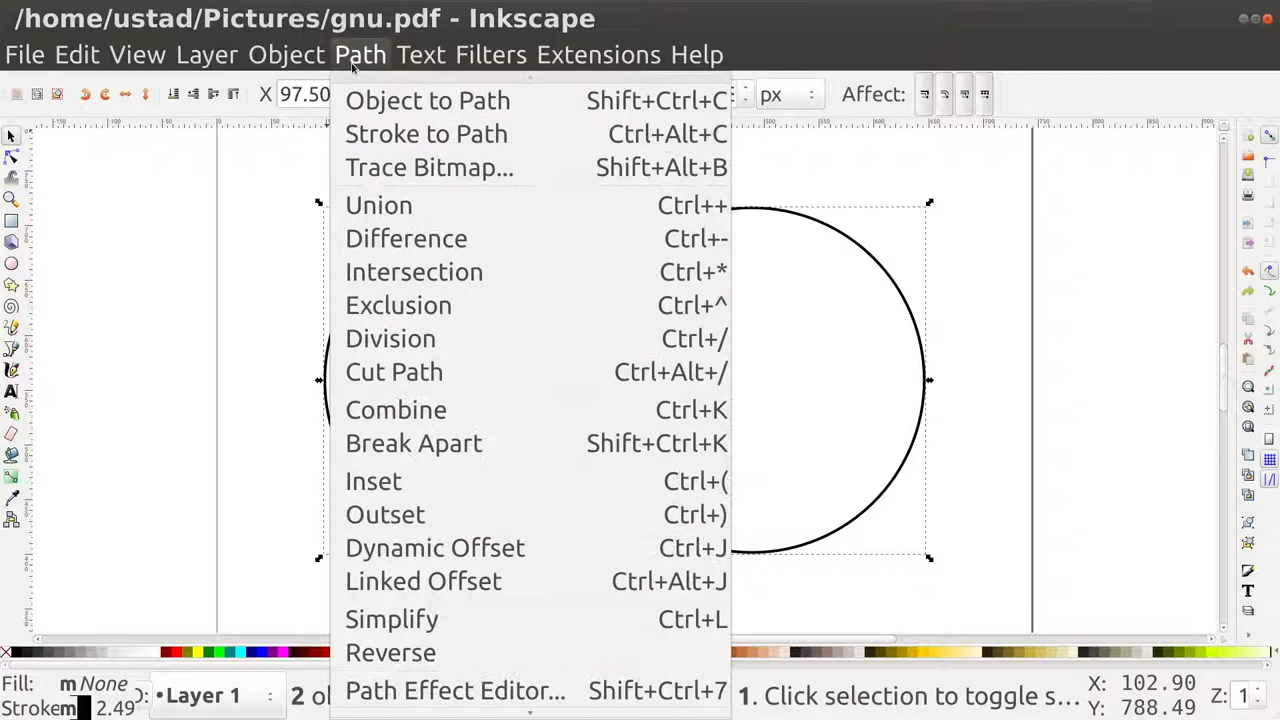 /home/ustad/Pictures/gnu.pdf - Inkscape
File Edit View Layer Object Path Text Filters Extensions Help
X 97.50 px Affect:
Object to Path Shift+Ctrl+C
Stroke to Path Ctrl+Alt+C
Trace Bitmap... Shift+Alt+B
Union Ctrl++
Difference Ctrl+-
Intersection Ctrl+*
Exclusion Ctrl+^
Division Ctrl+/
Cut Path Ctrl+Alt+/
Combine Ctrl+K
Break Apart Shift+Ctrl+K
Inset Ctrl+(
Outset Ctrl+)
Dynamic Offset Ctrl+J
Linked Offset Ctrl+Alt+J
Simplify Ctrl+L
Reverse
Path Effect Editor... Shift+Ctrl+7
Fill: m None
Strokem 2.49
O: •Layer 1
2 ob
1. Click selection to toggle s...
X: 102.90
Y: 788.49
Z: 1